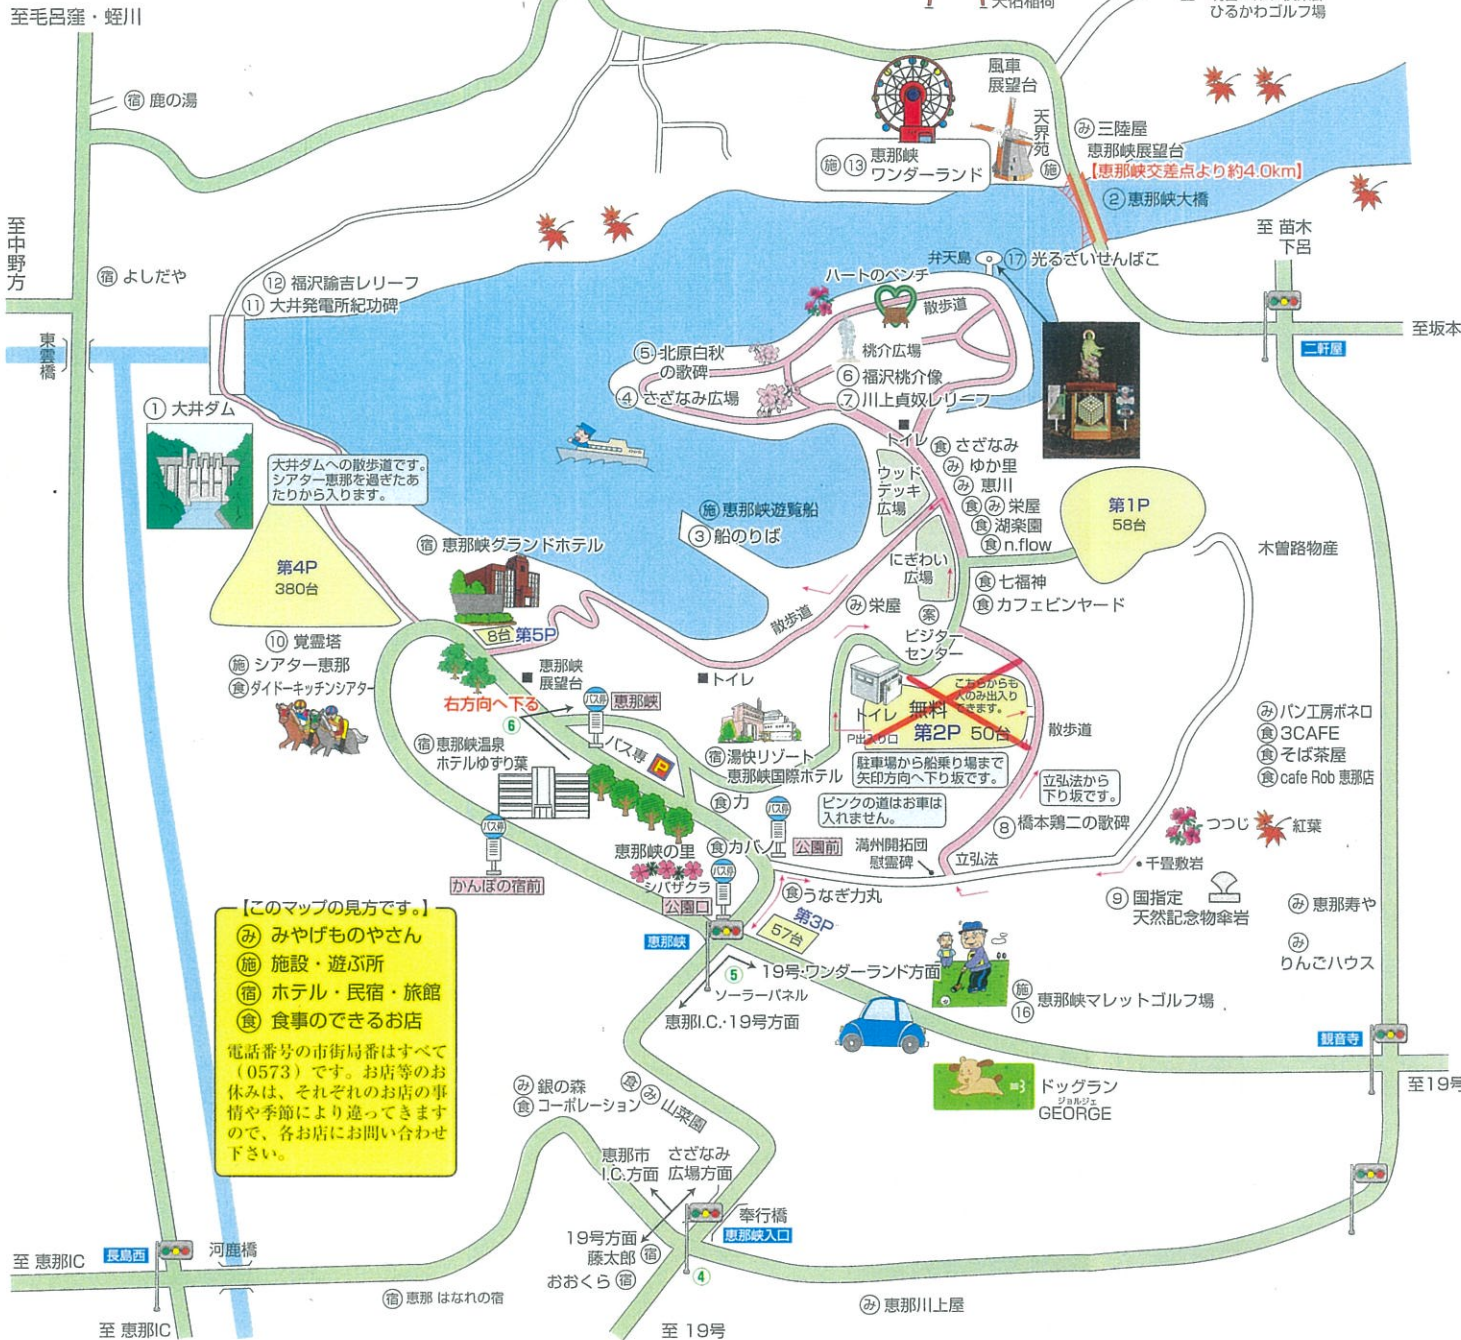 至毛呂窪・蛭川
天佑稲荷
ひるかわゴルフ場
宿 鹿の湯
風車
展望台
天界苑
施
み 三陸屋
恵那峡展望台
【恵那峡交差点より約4.0km】
施 ⑬ 恵那峡
ワンダーランド
② 恵那峡大橋
至 苗木
下呂
至中野方
宿 よしだや
⑫ 福沢諭吉レリーフ
⑪ 大井発電所紀功碑
弁天島
⑰ 光るさいせんばこ
ハートのベンチ
散歩道
至坂本
二軒屋
東雲橋
⑤ 北原白秋
の歌碑
桃介広場
④ さざなみ広場
⑥ 福沢桃介像
⑦ 川上貞奴レリーフ
① 大井ダム
トイレ
大井ダムへの散歩道です。
シアター恵那を過ぎたあ
たりから入ります。
食 さざなみ
み ゆか里
み 恵川
食 み 栄屋
食 湖楽園
食 n.flow
ウッド
デッキ
広場
第1P
58台
施 恵那峡遊覧船
③ 船のりば
宿 恵那峡グランドホテル
にぎわい
広場
木曽路物産
第4P
380台
食 七福神
食 カフェビンヤード
み 栄屋
案
ビジター
センター
散歩道
8台 第5P
⑩ 覚霊塔
施 シアター恵那
食 ダイドーキッチンシアター
恵那峡
展望台
トイレ
こちらからも
人のみ出入り
できます。
トイレ 無料
第2P 50台
P出入り口
散歩道
右方向へ下る
⑥
バス停
恵那峡
バス専 P
宿 恵那峡温泉
ホテルゆずり葉
宿 湯快リゾート
恵那峡国際ホテル
駐車場から船乗り場まで
矢印方向へ下り坂です。
立弘法から
下り坂です。
み パン工房ポネロ
食 3CAFE
食 そば茶屋
食 cafe Rob 恵那店
食 力
ピンクの道はお車は
入れません。
バス停
公園前
⑧ 橋本鶏二の歌碑
つつじ
紅葉
バス停
かんぽの宿前
恵那峡の里
食 カバノ
満州開拓団
慰霊碑
立弘法
千畳敷岩
シバザクラ
バス停
公園口
食 うなぎ力丸
⑨ 国指定
天然記念物傘岩
み 恵那寿や
第3P
57台
恵那峡
み
りんごハウス
【このマップの見方です。】
み みやげものやさん
施 施設・遊ぶ所
宿 ホテル・民宿・旅館
食 食事のできるお店
電話番号の市街局番はすべて
（0573）です。お店等のお
休みは、それぞれのお店の事
情や季節により違ってきます
ので、各お店にお問い合わせ
下さい。
⑤ 19号・ワンダーランド方面
ソーラーパネル
恵那I.C.・19号方面
施
⑯ 恵那峡マレットゴルフ場
観音寺
至19号
ドッグラン
ジョルジェ
GEORGE
み 銀の森
食 コーポレーション
食 み 山菜園
恵那市
I.C.方面
さざなみ
広場方面
奉行橋
恵那峡入口
19号方面
藤太郎 宿
おおくら 宿
④
至 恵那IC
長島西
河鹿橋
宿 恵那 はなれの宿
み 恵那川上屋
至 恵那IC
至 19号